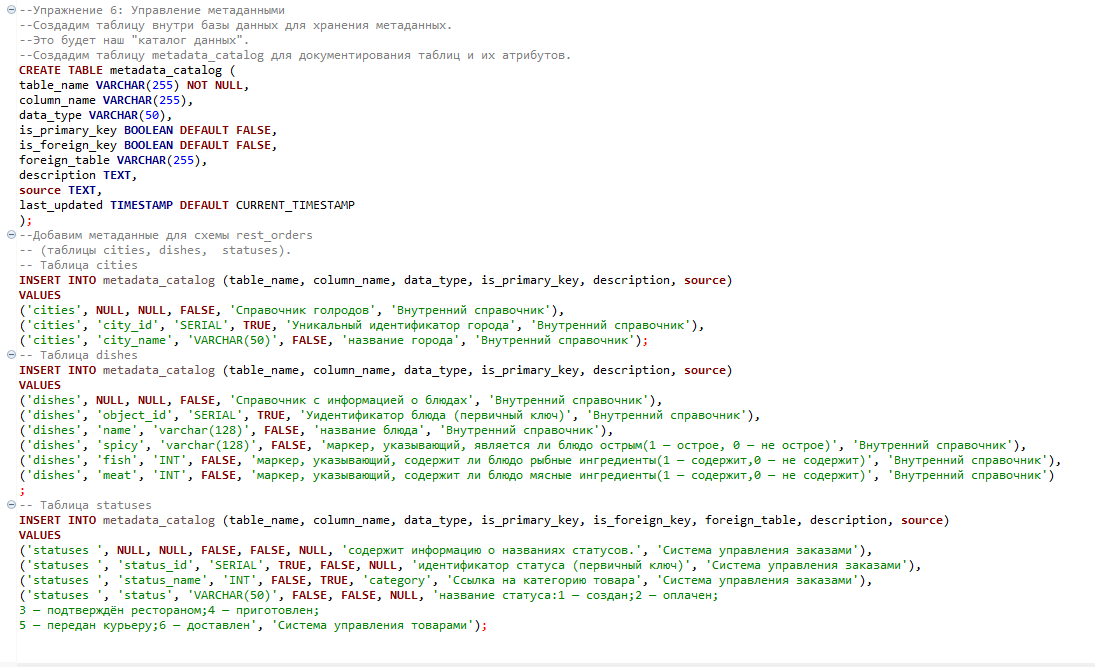 --Упражнение 6: Управление метаданными
--Создадим таблицу внутри базы данных для хранения метаданных.
--Это будет наш "каталог данных".
--Создадим таблицу metadata_catalog для документирования таблиц и их атрибутов.
CREATE TABLE metadata_catalog (
table_name VARCHAR(255) NOT NULL,
column_name VARCHAR(255),
data_type VARCHAR(50),
is_primary_key BOOLEAN DEFAULT FALSE,
is_foreign_key BOOLEAN DEFAULT FALSE,
foreign_table VARCHAR(255),
description TEXT,
source TEXT,
last_updated TIMESTAMP DEFAULT CURRENT_TIMESTAMP
);
--Добавим метаданные для схемы rest_orders
-- (таблицы cities, dishes,  statuses).
-- Таблица cities
INSERT INTO metadata_catalog (table_name, column_name, data_type, is_primary_key, description, source)
VALUES
('cities', NULL, NULL, FALSE, 'Справочник голродов', 'Внутренний справочник'),
('cities', 'city_id', 'SERIAL', TRUE, 'Уникальный идентификатор города', 'Внутренний справочник'),
('cities', 'city_name', 'VARCHAR(50)', FALSE, 'название города', 'Внутренний справочник');
-- Таблица dishes
INSERT INTO metadata_catalog (table_name, column_name, data_type, is_primary_key, description, source)
VALUES
('dishes', NULL, NULL, FALSE, 'Справочник с информацией о блюдах', 'Внутренний справочник'),
('dishes', 'object_id', 'SERIAL', TRUE, 'Уидентификатор блюда (первичный ключ)', 'Внутренний справочник'),
('dishes', 'name', 'varchar(128)', FALSE, 'название блюда', 'Внутренний справочник'),
('dishes', 'spicy', 'varchar(128)', FALSE, 'маркер, указывающий, является ли блюдо острым(1 — острое, 0 — не острое)', 'Внутренний справочник'),
('dishes', 'fish', 'INT', FALSE, 'маркер, указывающий, содержит ли блюдо рыбные ингредиенты(1 — содержит,0 — не содержит)', 'Внутренний справочник'),
('dishes', 'meat', 'INT', FALSE, 'маркер, указывающий, содержит ли блюдо мясные ингредиенты(1 — содержит,0 — не содержит)', 'Внутренний справочник')
;
-- Таблица statuses
INSERT INTO metadata_catalog (table_name, column_name, data_type, is_primary_key, is_foreign_key, foreign_table, description, source)
VALUES
('statuses ', NULL, NULL, FALSE, FALSE, NULL, 'содержит информацию о названиях статусов.', 'Система управления заказами'),
('statuses ', 'status_id', 'SERIAL', TRUE, FALSE, NULL, 'идентификатор статуса (первичный ключ)', 'Система управления заказами'),
('statuses ', 'status_name', 'INT', FALSE, TRUE, 'category', 'Ссылка на категорию товара', 'Система управления заказами'),
('statuses ', 'status', 'VARCHAR(50)', FALSE, FALSE, NULL, 'название статуса:1 — создан;2 — оплачен;
3 — подтверждён рестораном;4 — приготовлен;
5 — передан курьеру;6 — доставлен', 'Система управления товарами');